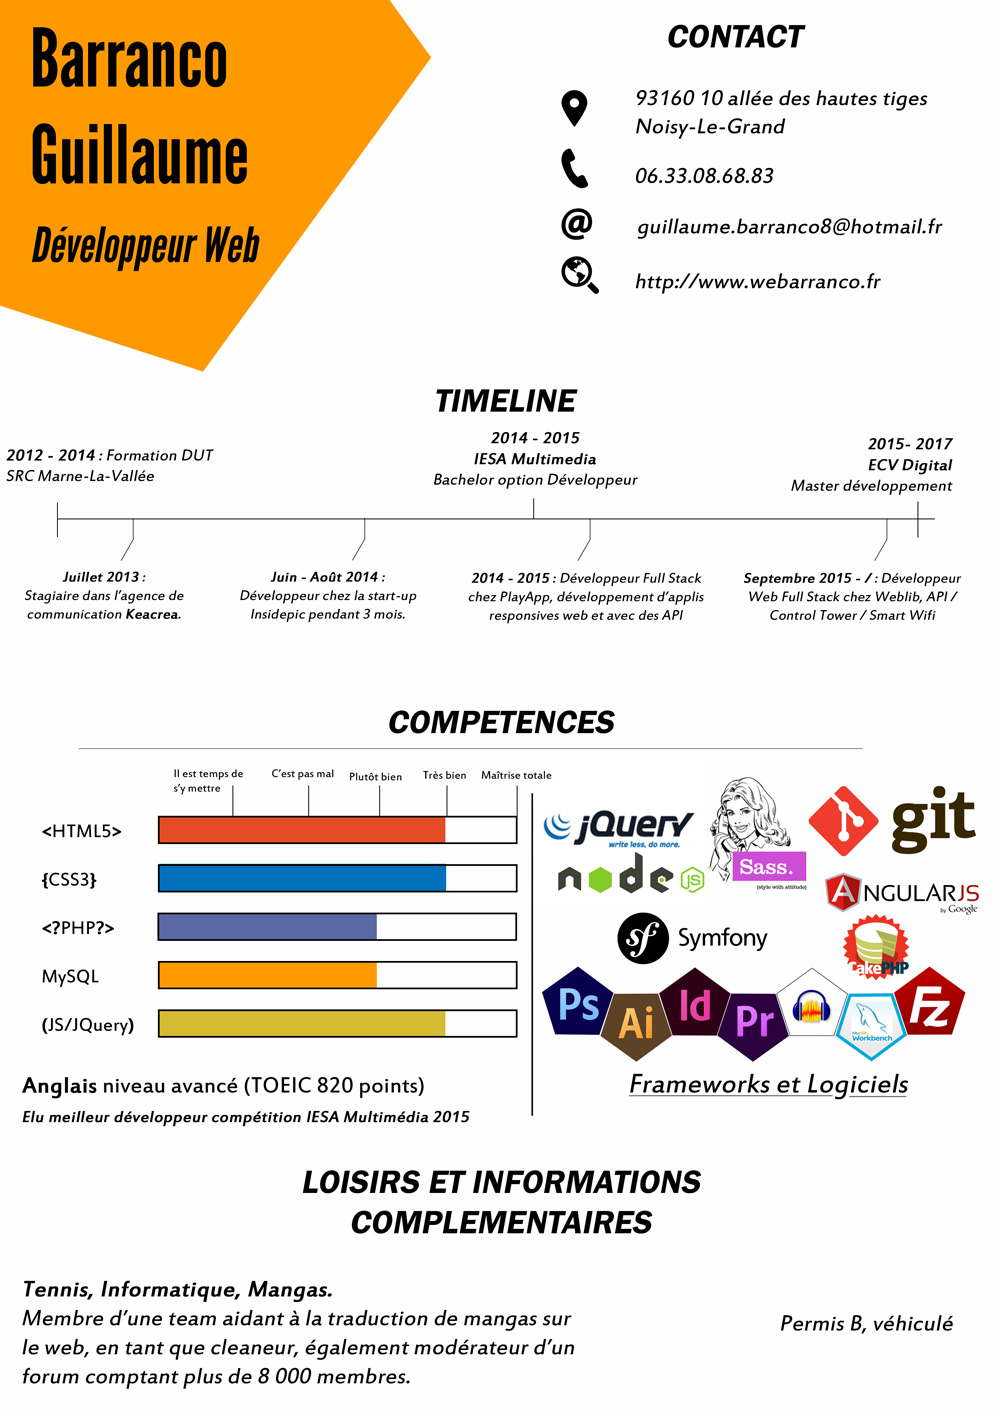 Barranco
Guillaume
Développeur Web
CONTACT
93160 10 allée des hautes tiges
Noisy-Le-Grand
06.33.08.68.83
@
guillaume.barranco8@hotmail.fr
http://www.webarranco.fr
TIMELINE
2012 - 2014 : Formation DUT
SRC Marne-La-Vallée
2014 - 2015
IESA Multimedia
Bachelor option Développeur
2015- 2017
ECV Digital
Master développement
Juillet 2013 :
Stagiaire dans l'agence de
communication Keacrea.
Juin - Août 2014 :
Développeur chez la start-up
Insidepic pendant 3 mois.
2014 - 2015 : Développeur Full Stack
chez PlayApp, développement d'applis
responsives web et avec des API
Septembre 2015 - / : Développeur
Web Full Stack chez Weblib, API /
Control Tower / Smart Wifi
COMPETENCES
Il est temps de
s'y mettre
C'est pas mal
Plutôt bien
Très bien
Maîtrise totale
<HTML5>
{CSS3}
<?PHP?>
MySQL
(JS/JQuery)
Anglais niveau avancé (TOEIC 820 points)
Elu meilleur développeur compétition IESA Multimédia 2015
jQuery
write less, do more.
node JS
Sass.
{style with attitude}
git
ANGULARJS
by Google
sf Symfony
CakePHP
Ps
Ai
Id
Pr
MySQL
Workbench
Fz
Frameworks et Logiciels
LOISIRS ET INFORMATIONS
COMPLEMENTAIRES
Tennis, Informatique, Mangas.
Membre d'une team aidant à la traduction de mangas sur
le web, en tant que cleaneur, également modérateur d'un
forum comptant plus de 8 000 membres.
Permis B, véhiculé